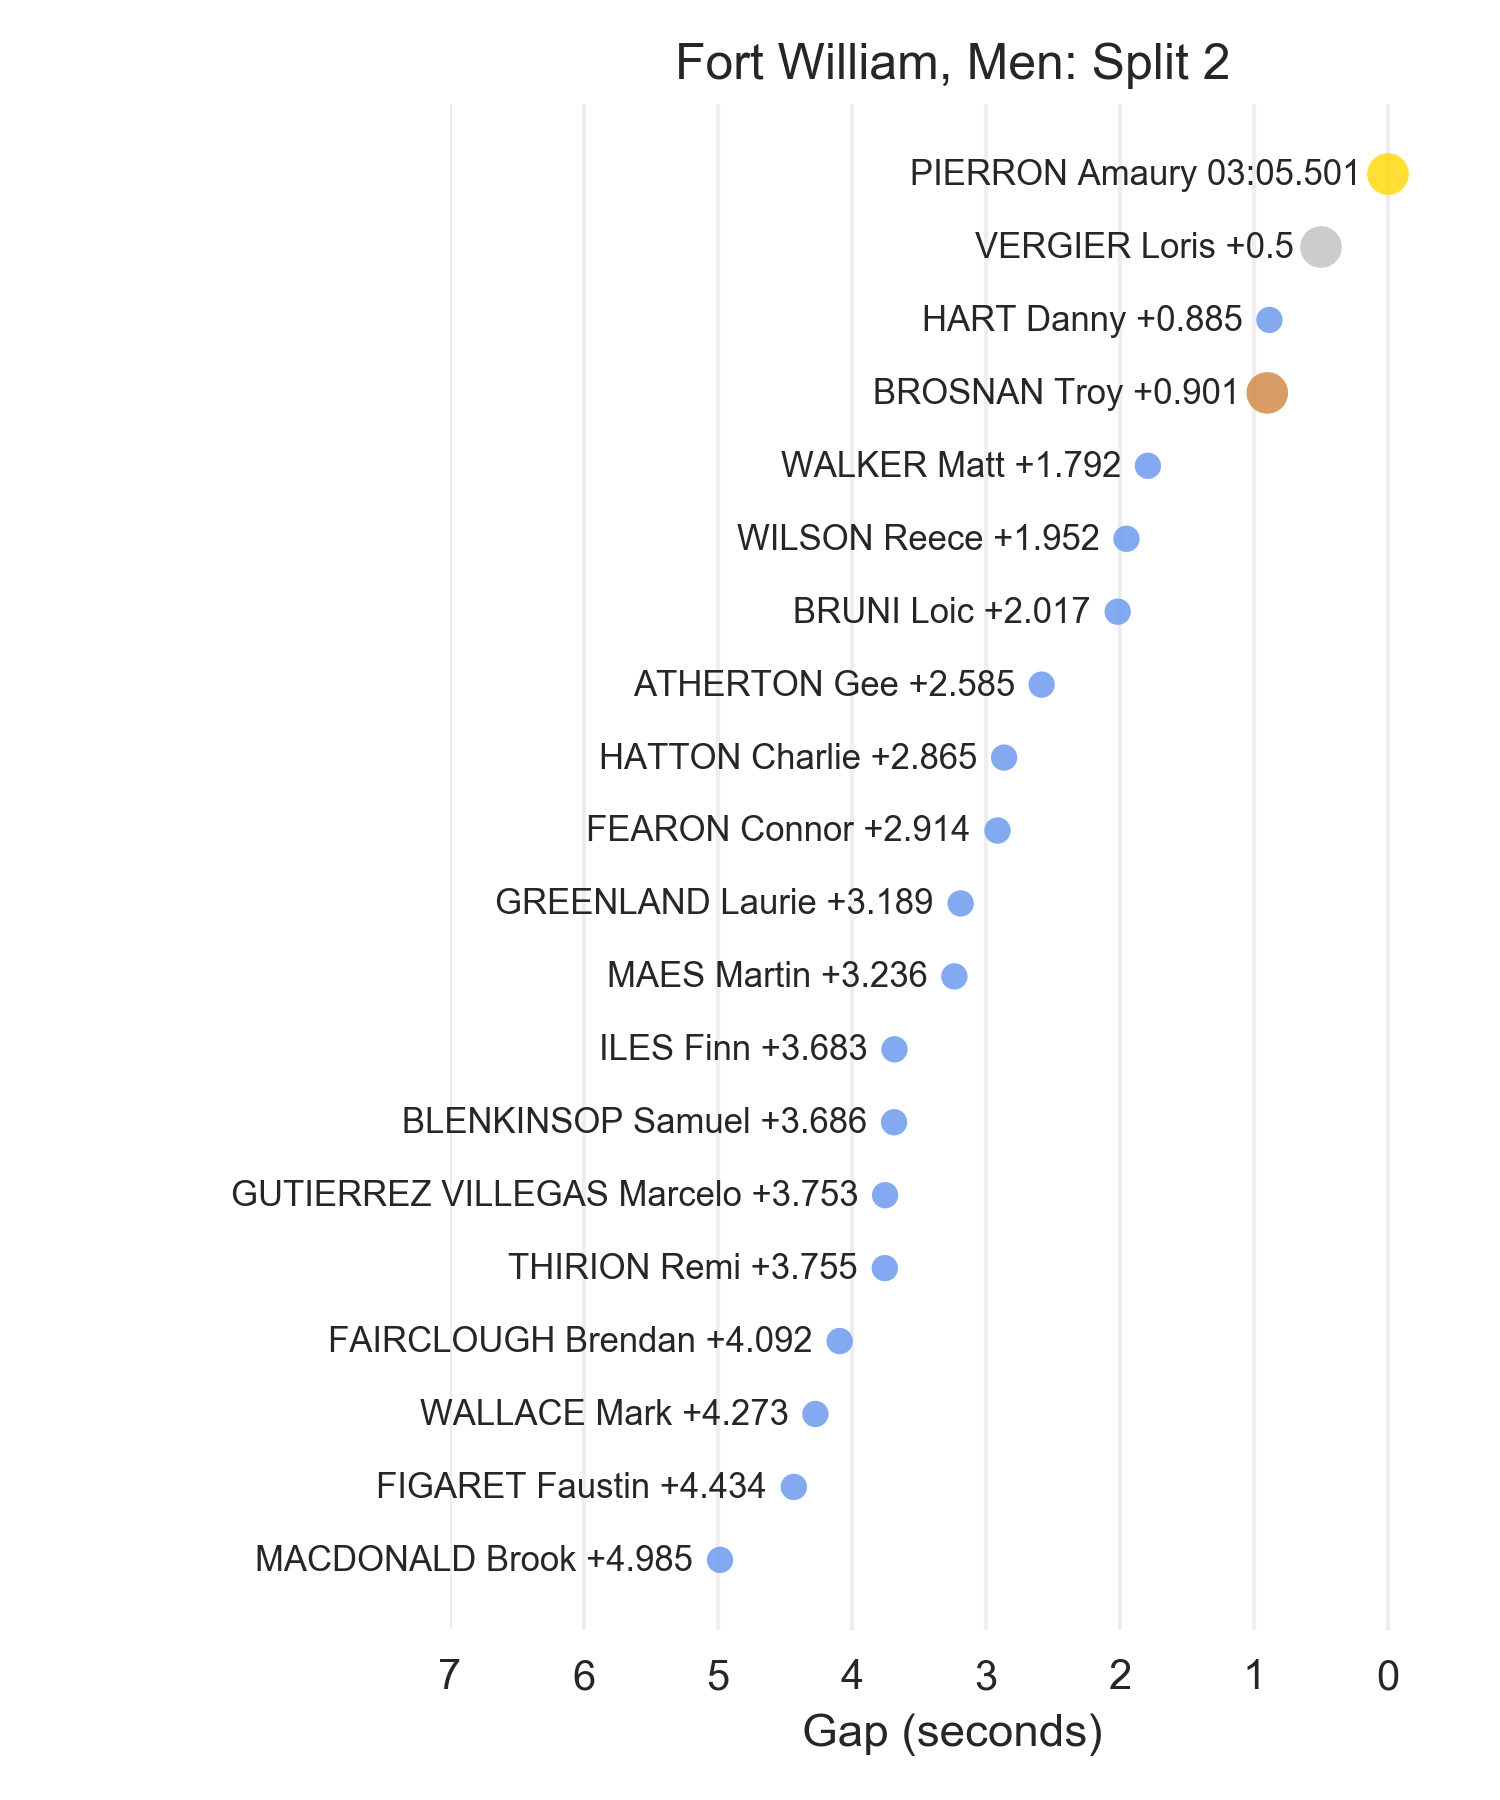 Fort William, Men: Split 2
PIERRON Amaury 03:05.501
VERGIER Loris +0.5
HART Danny +0.885
BROSNAN Troy +0.901
WALKER Matt +1.792
WILSON Reece +1.952
BRUNI Loic +2.017
ATHERTON Gee +2.585
HATTON Charlie +2.865
FEARON Connor +2.914
GREENLAND Laurie +3.189
MAES Martin +3.236
ILES Finn +3.683
BLENKINSOP Samuel +3.686
GUTIERREZ VILLEGAS Marcelo +3.753
THIRION Remi +3.755
FAIRCLOUGH Brendan +4.092
WALLACE Mark +4.273
FIGARET Faustin +4.434
MACDONALD Brook +4.985
7 6 5 4 3 2 1 0
Gap (seconds)